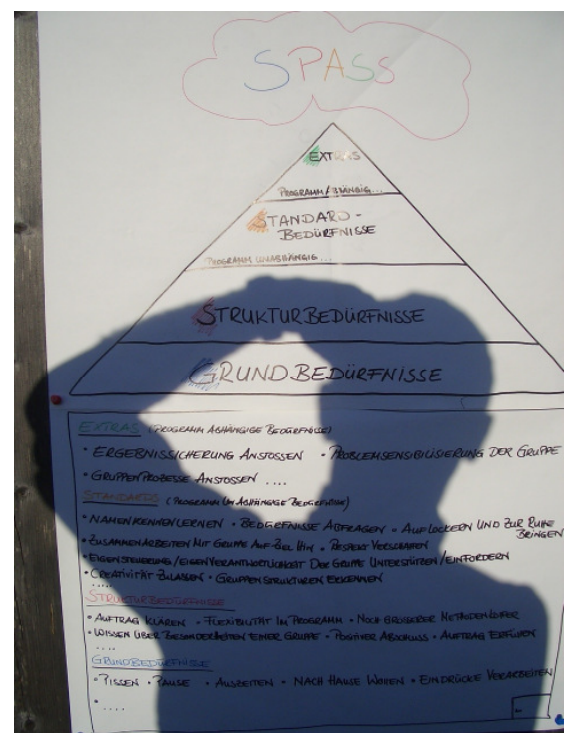 SPASS
EXTRAS
PROGRAMM ABHÄNGIG...
STANDARD-
BEDÜRFNISSE
PROGRAMM UNABHÄNGIG...
STRUKTURBEDÜRFNISSE
GRUNDBEDÜRFNISSE
EXTRAS (PROGRAMM ABHÄNGIGE BEDÜRFNISSE)
• ERGEBNISSICHERUNG ANSTOSSEN • PROBLEMSENSIBILISIERUNG DER GRUPPE
• GRUPPENPROZESSE ANSTOSSEN ....
STANDARDS (PROGRAMM UNABHÄNGIGE BEDÜRFNISSE)
• NAMEN KENNENLERNEN • BEDÜRFNISSE ABFRAGEN • AUFLOCKERN UND ZUR RUHE
BRINGEN
• ZUSAMMENARBEITEN MIT GRUPPE AUF ZIEL HIN • RESPEKT VERSCHAFFEN
• EIGENSTEUERUNG/EIGENVERANTWORTLICHKEIT DER GRUPPE UNTERSTÜTZEN/EINFORDERN
• CREATIVITÄT ZULASSEN • GRUPPENSTRUKTUREN ERKENNEN
.....
STRUKTURBEDÜRFNISSE
• AUFTRAG KLÄREN • FLEXIBILITÄT IM PROGRAMM • NOCH GRÖSSERER METHODENKOFFER
• WISSEN ÜBER BESONDERHEITEN EINER GRUPPE • POSITIVER ABSCHLUSS • AUFTRAG ERFÜLLEN
....
GRUNDBEDÜRFNISSE
• PISSEN • PAUSE • AUSZEITEN • NACH HAUSE WOLLEN • EINDRÜCKE VERARBEITEN
• .....